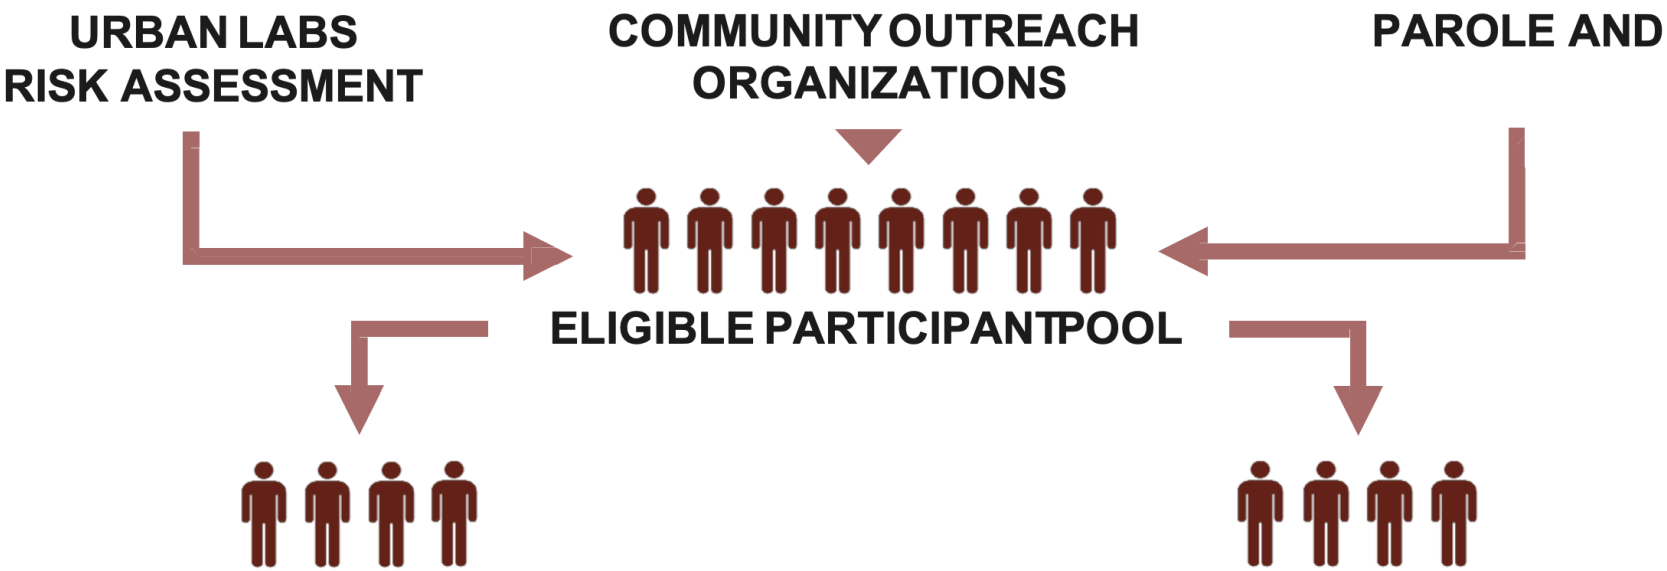 URBAN LABS
RISK ASSESSMENT
COMMUNITY OUTREACH
ORGANIZATIONS
PAROLE AND
ELIGIBLE PARTICIPANTPOOL